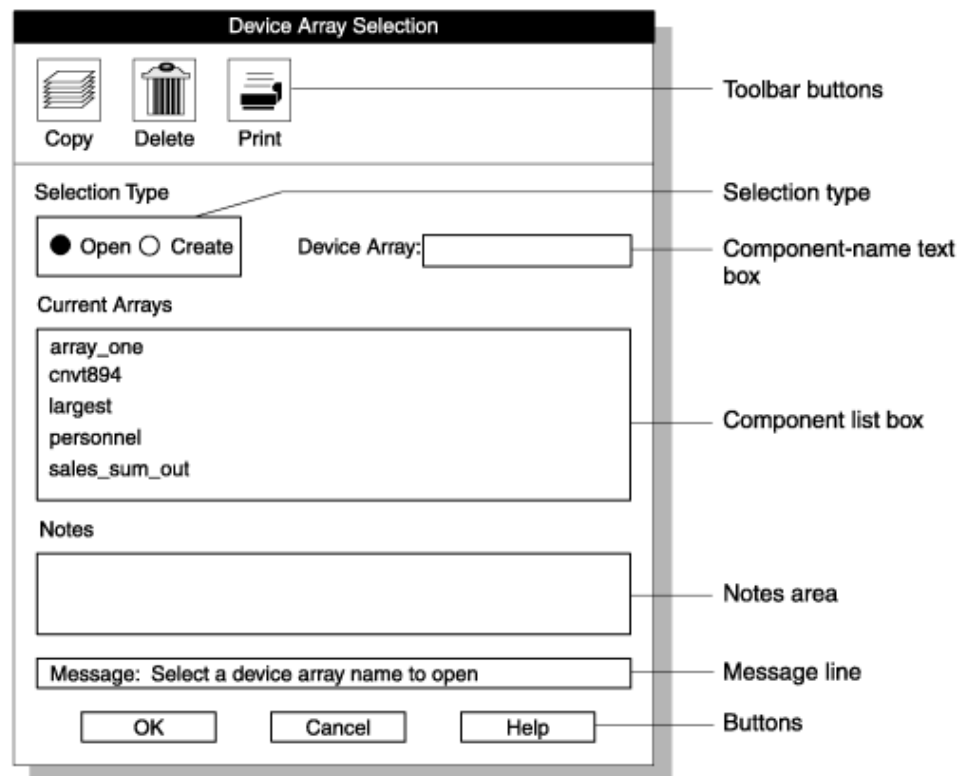 Device Array Selection
Copy Delete Print
Toolbar buttons
Selection Type
Selection type
Open Create
Device Array:
Component-name text
box
Current Arrays
array_one
cnvt894
largest
personnel
sales_sum_out
Component list box
Notes
Notes area
Message: Select a device array name to open
Message line
OK Cancel Help
Buttons